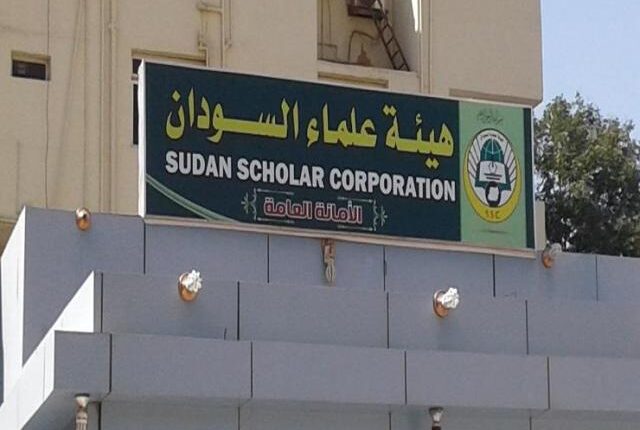 هيئة علماء السودان
SUDAN SCHOLAR CORPORATION
الأمانة العامة
S S C